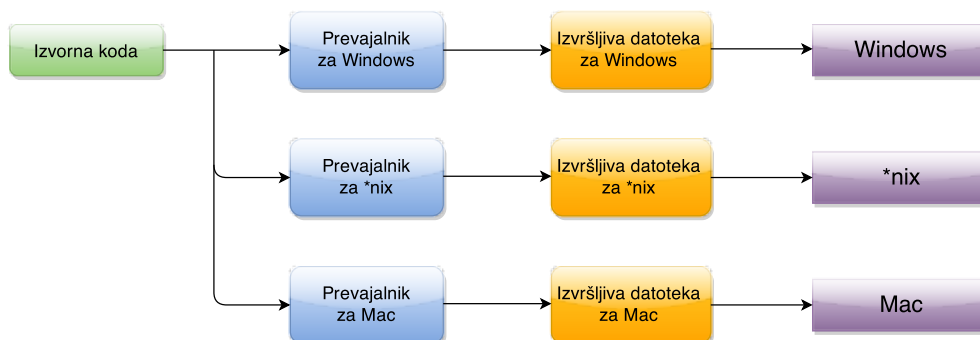 Izvorna koda
Prevajalnik
za Windows
Izvršljiva datoteka
za Windows
Windows
Prevajalnik
za *nix
Izvršljiva datoteka
za *nix
*nix
Prevajalnik
za Mac
Izvršljiva datoteka
za Mac
Mac